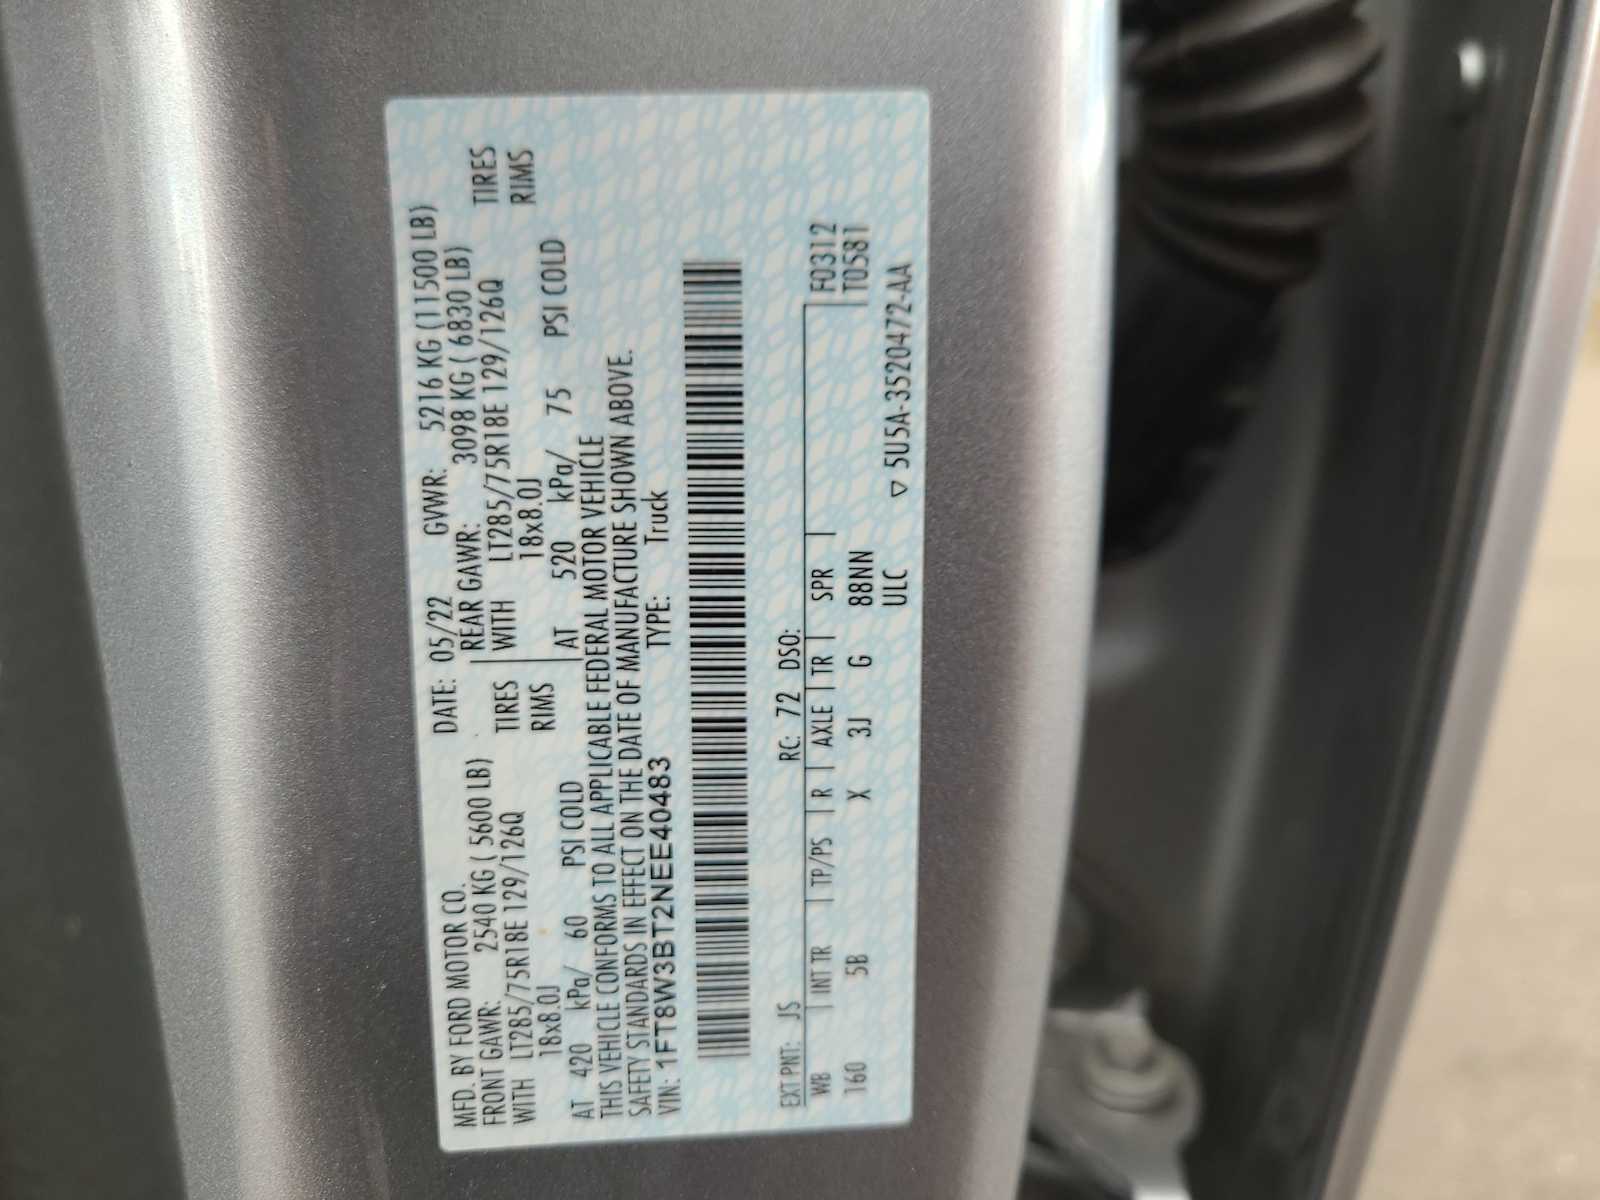 MFD. BY FORD MOTOR CO. DATE: 05/22 GVWR: 5216 KG (11500 LB)
FRONT GAWR: 2540 KG ( 5600 LB) REAR GAWR: 3098 KG ( 6830 LB)
WITH LT285/75R18E 129/126Q TIRES WITH LT285/75R18E 129/126Q TIRES
18x8.0J RIMS 18x8.0J RIMS
AT 420 kPa/ 60 PSI COLD AT 520 kPa/ 75 PSI COLD
THIS VEHICLE CONFORMS TO ALL APPLICABLE FEDERAL MOTOR VEHICLE
SAFETY STANDARDS IN EFFECT ON THE DATE OF MANUFACTURE SHOWN ABOVE.
VIN: 1FT8W3BT2NEE40483 TYPE: Truck
EXT PNT: JS RC: 72 DSO: F0312
WB INT TR TP/PS R AXLE TR SPR T0581
160 5B X 3J G 88NN
ULC ▽ 5U5A-3520472-AA